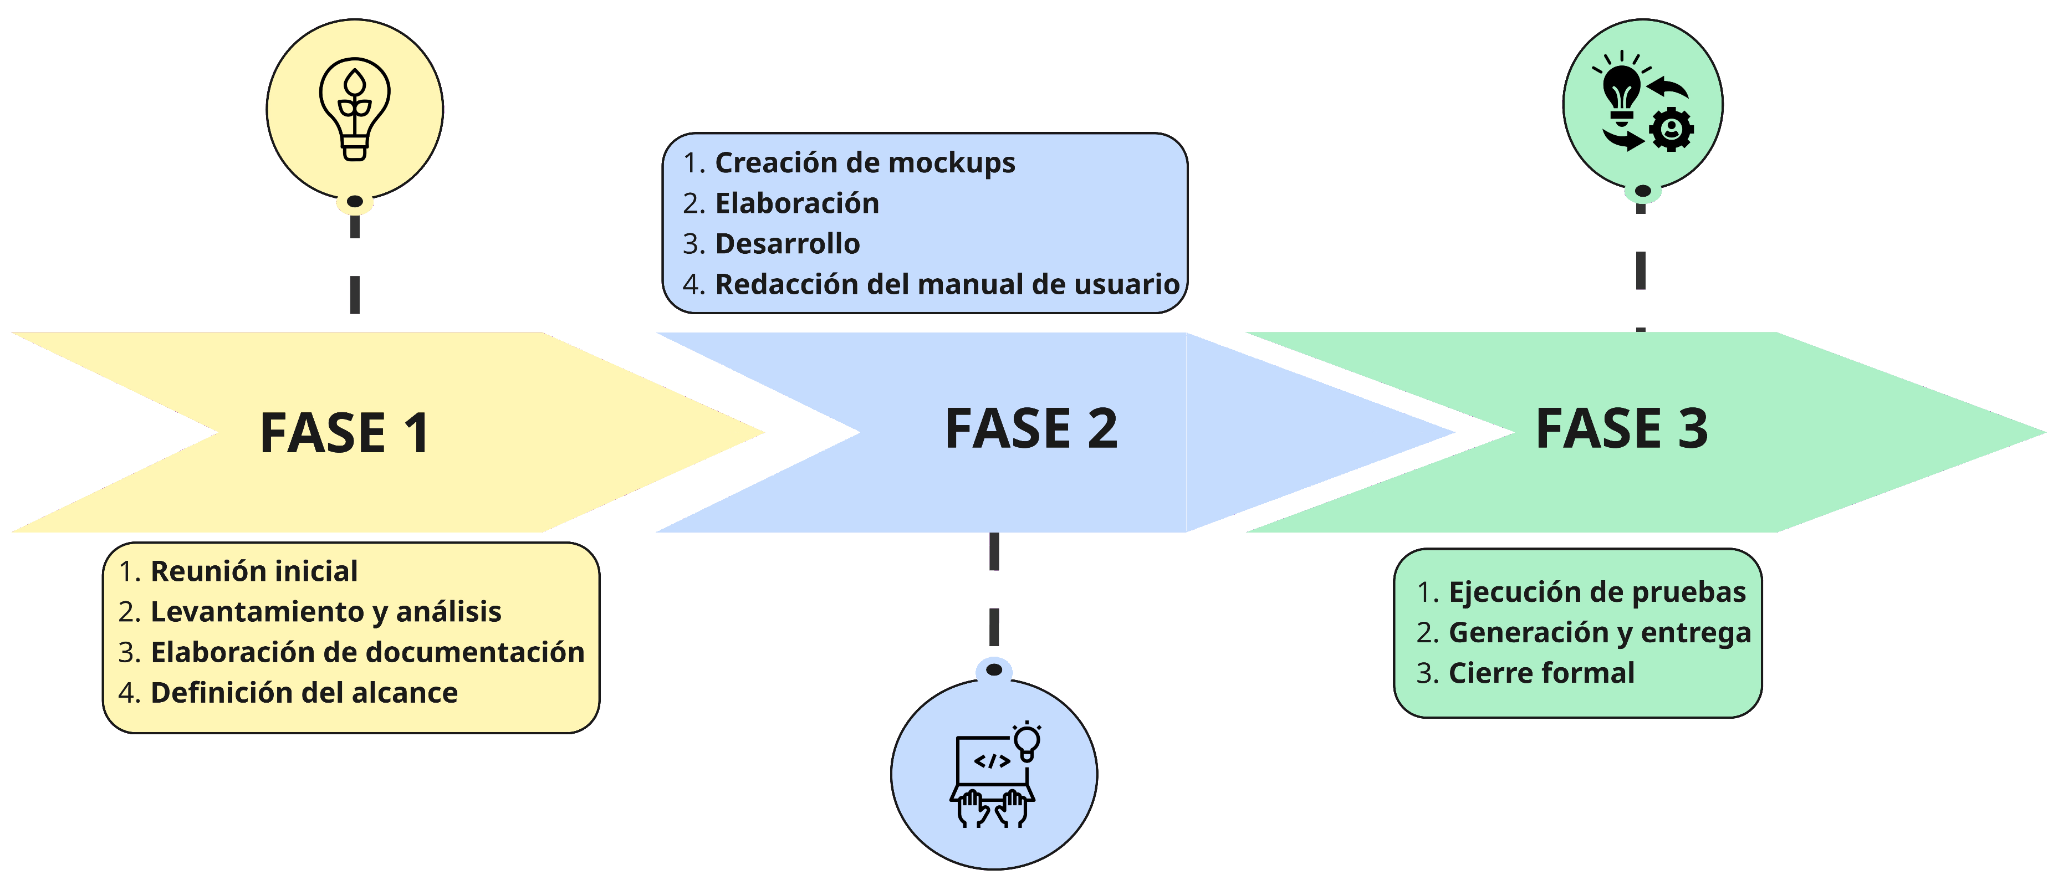 FASE 1
1. Reunión inicial
2. Levantamiento y análisis
3. Elaboración de documentación
4. Definición del alcance
1. Creación de mockups
2. Elaboración
3. Desarrollo
4. Redacción del manual de usuario
FASE 2
</>
FASE 3
1. Ejecución de pruebas
2. Generación y entrega
3. Cierre formal